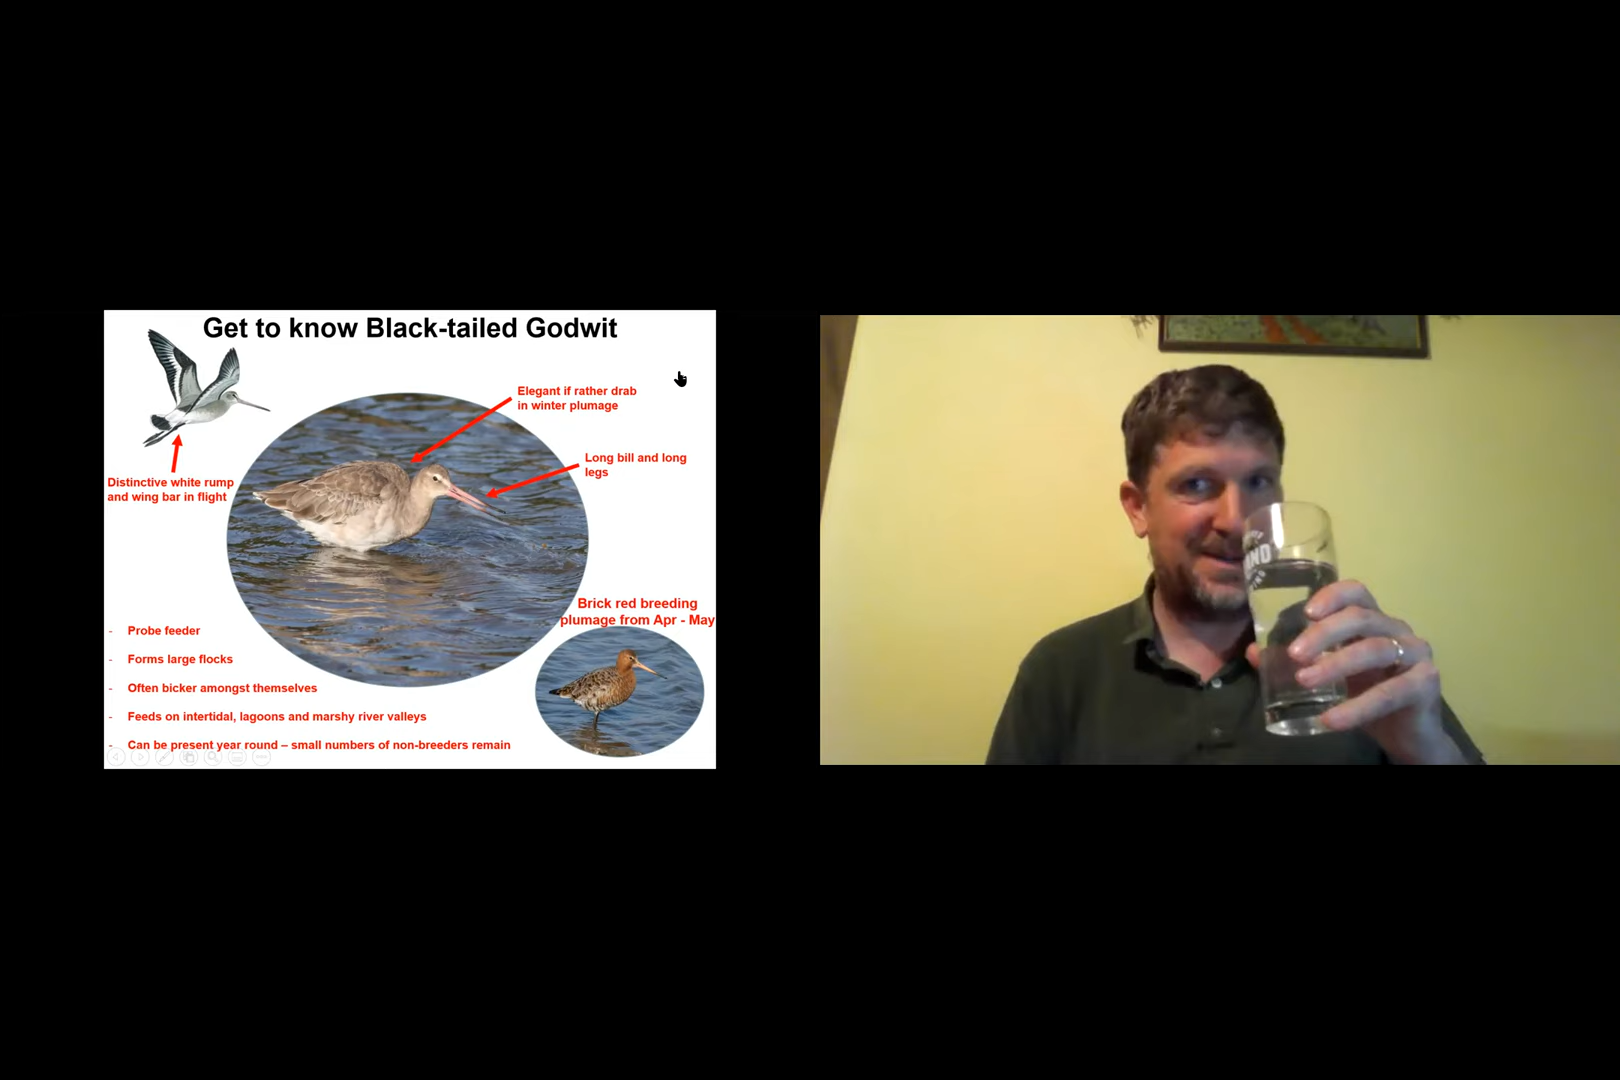 Get to know Black-tailed Godwit
Elegant if rather drab
in winter plumage
Long bill and long
legs
Distinctive white rump
and wing bar in flight
Brick red breeding
plumage from Apr - May
- Probe feeder
- Forms large flocks
- Often bicker amongst themselves
- Feeds on intertidal, lagoons and marshy river valleys
- Can be present year round – small numbers of non-breeders remain